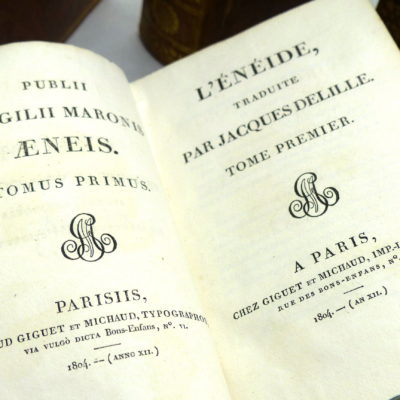 PUBLII
GILII MARONIS
ÆNEIS.
TOMUS PRIMUS.
PARISIIS,
UD GIGUET ET MICHAUD, TYPOGRAPHOS
VIA VULGÒ DICTA Bons-Enfans, N°. VI.
1804. — (ANNO XII.)
L'ÉNÉIDE,
TRADUITE
PAR JACQUES DELILLE.
TOME PREMIER.
A PARIS,
CHEZ GIGUET ET MICHAUD, IMP.-L
RUE DES BONS-ENFANS, N°.
1804. — (AN XII.)